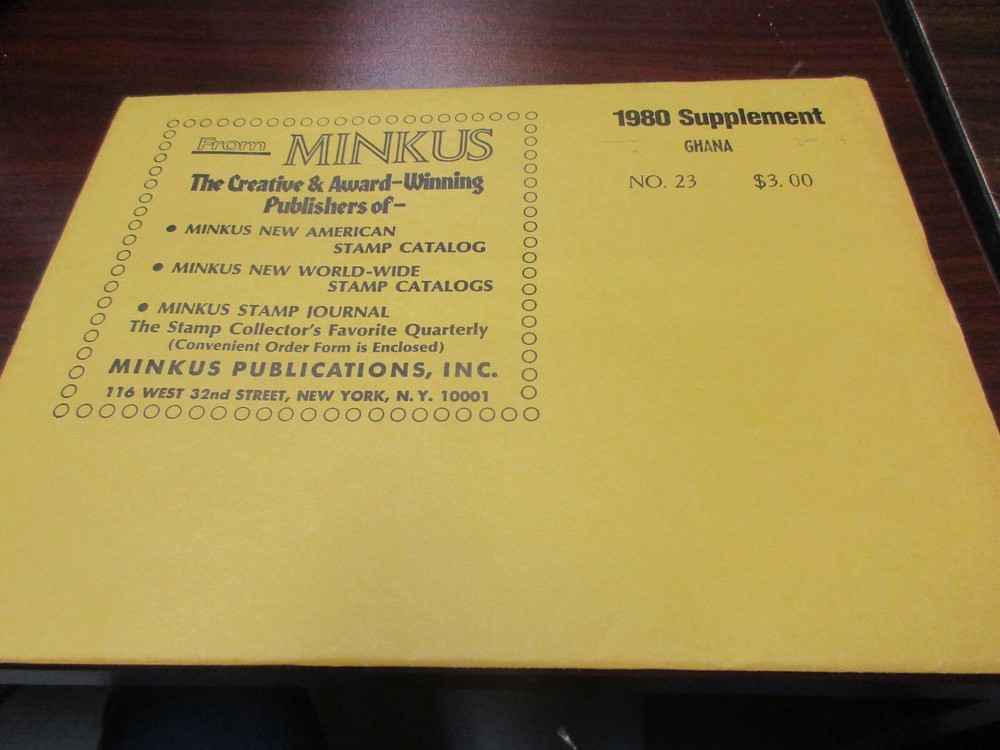 From MINKUS
The Creative & Award-Winning
Publishers of-
• MINKUS NEW AMERICAN
STAMP CATALOG
• MINKUS NEW WORLD-WIDE
STAMP CATALOGS
• MINKUS STAMP JOURNAL
The Stamp Collector's Favorite Quarterly
(Convenient Order Form is Enclosed)
MINKUS PUBLICATIONS, INC.
116 WEST 32nd STREET, NEW YORK, N.Y. 10001
1980 Supplement
GHANA
NO. 23 $3.00